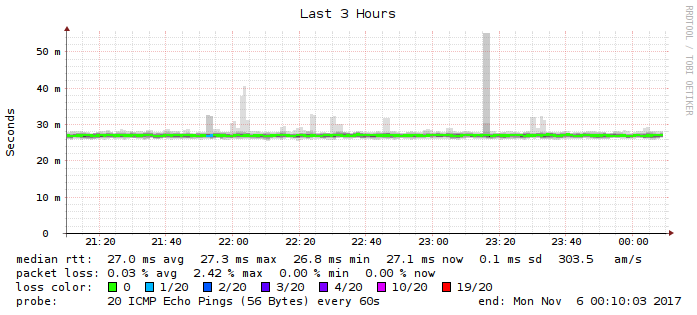 Last 3 Hours
RRDTOOL / TOBI OETIKER
Seconds
50 m
40 m
30 m
20 m
10 m
0
21:20 21:40 22:00 22:20 22:40 23:00 23:20 23:40 00:00
median rtt: 27.0 ms avg 27.3 ms max 26.8 ms min 27.1 ms now 0.1 ms sd 303.5 am/s
packet loss: 0.03 % avg 2.42 % max 0.00 % min 0.00 % now
loss color: 0 1/20 2/20 3/20 4/20 10/20 19/20
probe: 20 ICMP Echo Pings (56 Bytes) every 60s end: Mon Nov 6 00:10:03 2017